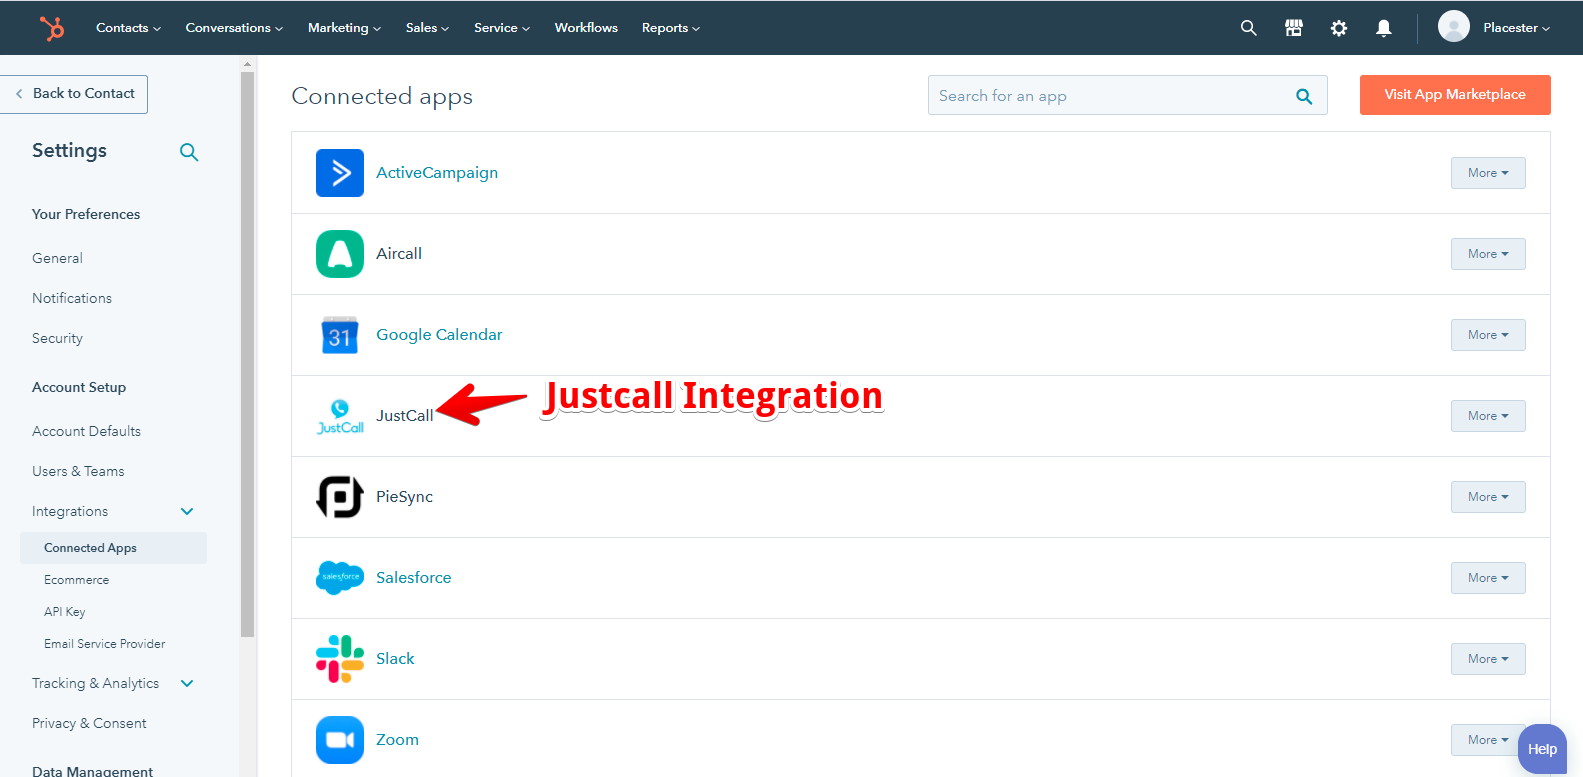 Contacts Conversations Marketing Sales Service Workflows Reports Placester
Back to Contact
Settings
Your Preferences
General
Notifications
Security
Account Setup
Account Defaults
Users & Teams
Integrations
Connected Apps
Ecommerce
API Key
Email Service Provider
Tracking & Analytics
Privacy & Consent
Data Management
Connected apps Search for an app Visit App Marketplace
ActiveCampaign More
Aircall More
31 Google Calendar More
JustCall JustCall Justcall Integration More
PieSync More
salesforce Salesforce More
Slack More
Zoom More
Help